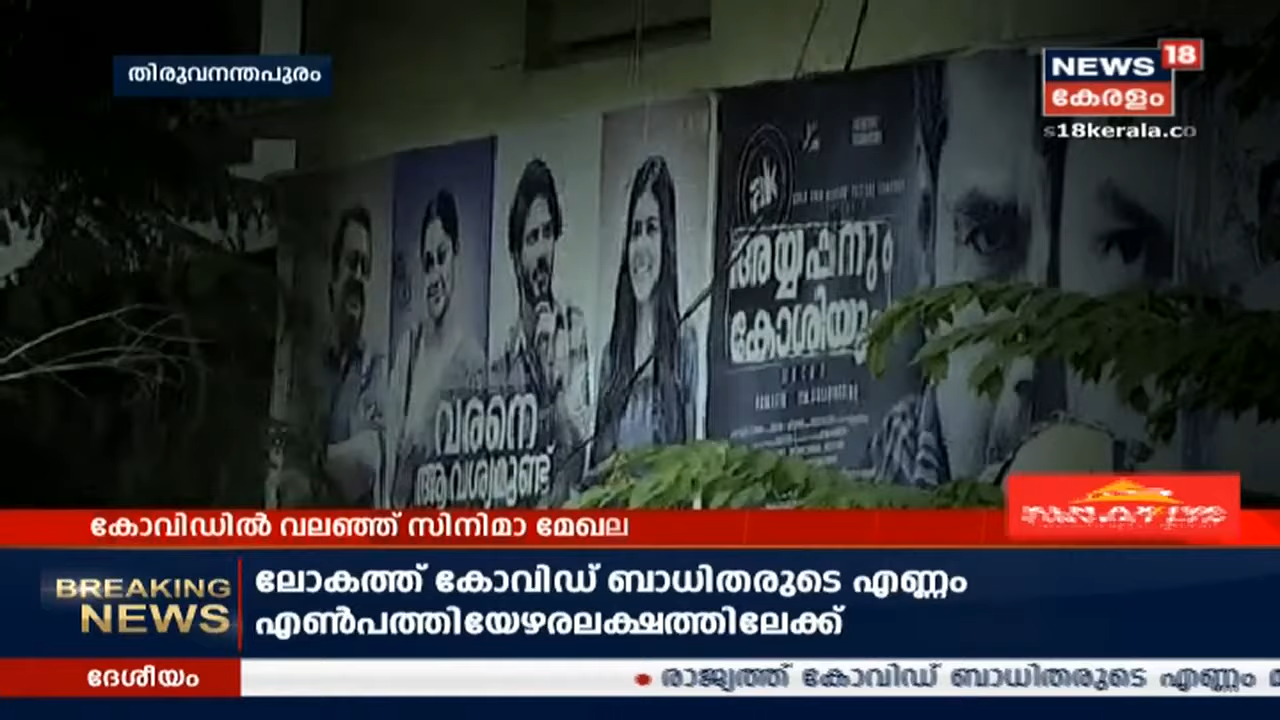 തിരുവനന്തപുരം
NEWS 18
കേരളം
s18kerala.co
ak
അയ്യപ്പനും
കോശിയും
വരനെ
ആവശ്യമുണ്ട്
കോവിഡിൽ വലഞ്ഞ് സിനിമാ മേഖല
BREAKING
NEWS
ലോകത്ത് കോവിഡ് ബാധിതരുടെ എണ്ണം
എൺപത്തിയേഴരലക്ഷത്തിലേക്ക്
ദേശീയം
• രാജ്യത്ത് കോവിഡ് ബാധിതരുടെ എണ്ണം